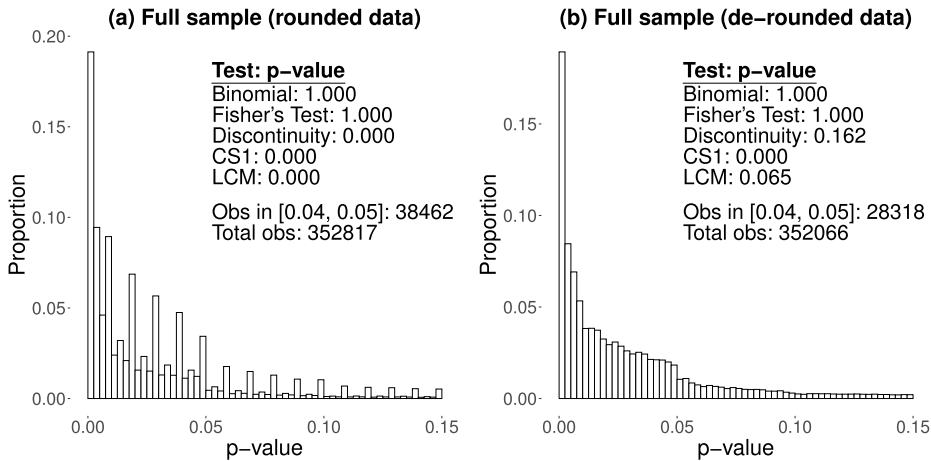 (a) Full sample (rounded data)
0.20
0.15
0.10
0.05
0.00
Proportion
Test: p−value
Binomial: 1.000
Fisher's Test: 1.000
Discontinuity: 0.000
CS1: 0.000
LCM: 0.000
Obs in [0.04, 0.05]: 38462
Total obs: 352817
0.00 0.05 0.10 0.15
p−value
(b) Full sample (de−rounded data)
0.15
0.10
0.05
0.00
Proportion
Test: p−value
Binomial: 1.000
Fisher's Test: 1.000
Discontinuity: 0.162
CS1: 0.000
LCM: 0.065
Obs in [0.04, 0.05]: 28318
Total obs: 352066
0.00 0.05 0.10 0.15
p−value